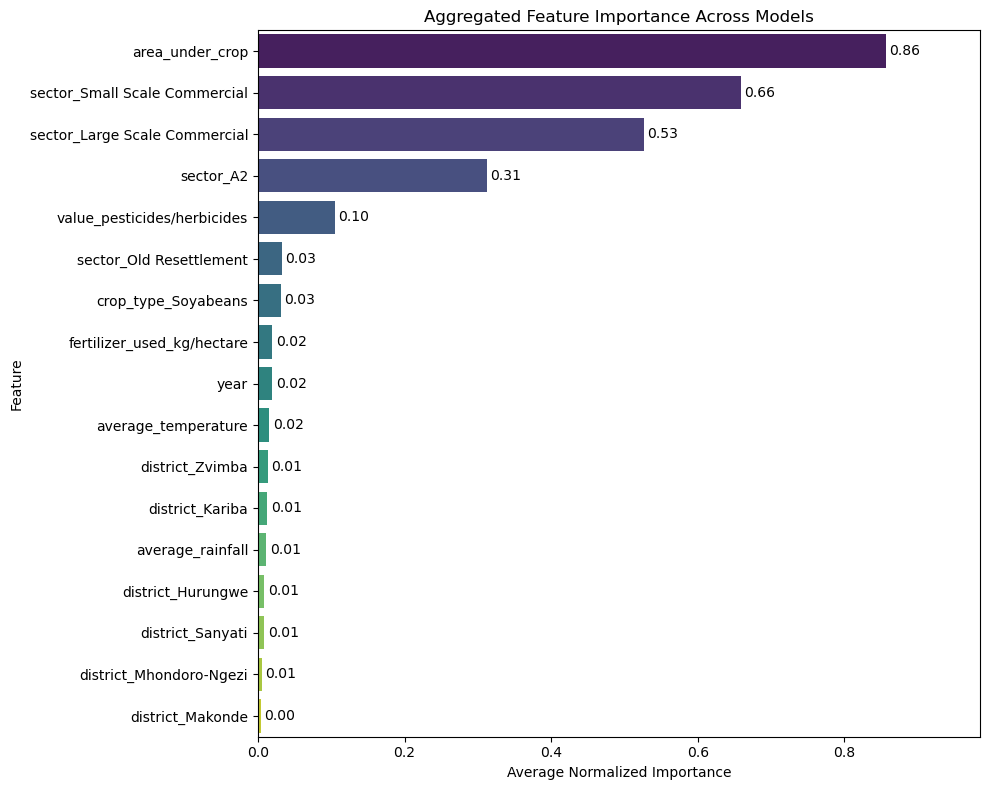 Aggregated Feature Importance Across Models
area_under_crop 0.86
sector_Small Scale Commercial 0.66
sector_Large Scale Commercial 0.53
sector_A2 0.31
value_pesticides/herbicides 0.10
sector_Old Resettlement 0.03
crop_type_Soyabeans 0.03
fertilizer_used_kg/hectare 0.02
year 0.02
average_temperature 0.02
district_Zvimba 0.01
district_Kariba 0.01
average_rainfall 0.01
district_Hurungwe 0.01
district_Sanyati 0.01
district_Mhondoro-Ngezi 0.01
district_Makonde 0.00
Feature
0.0 0.2 0.4 0.6 0.8
Average Normalized Importance